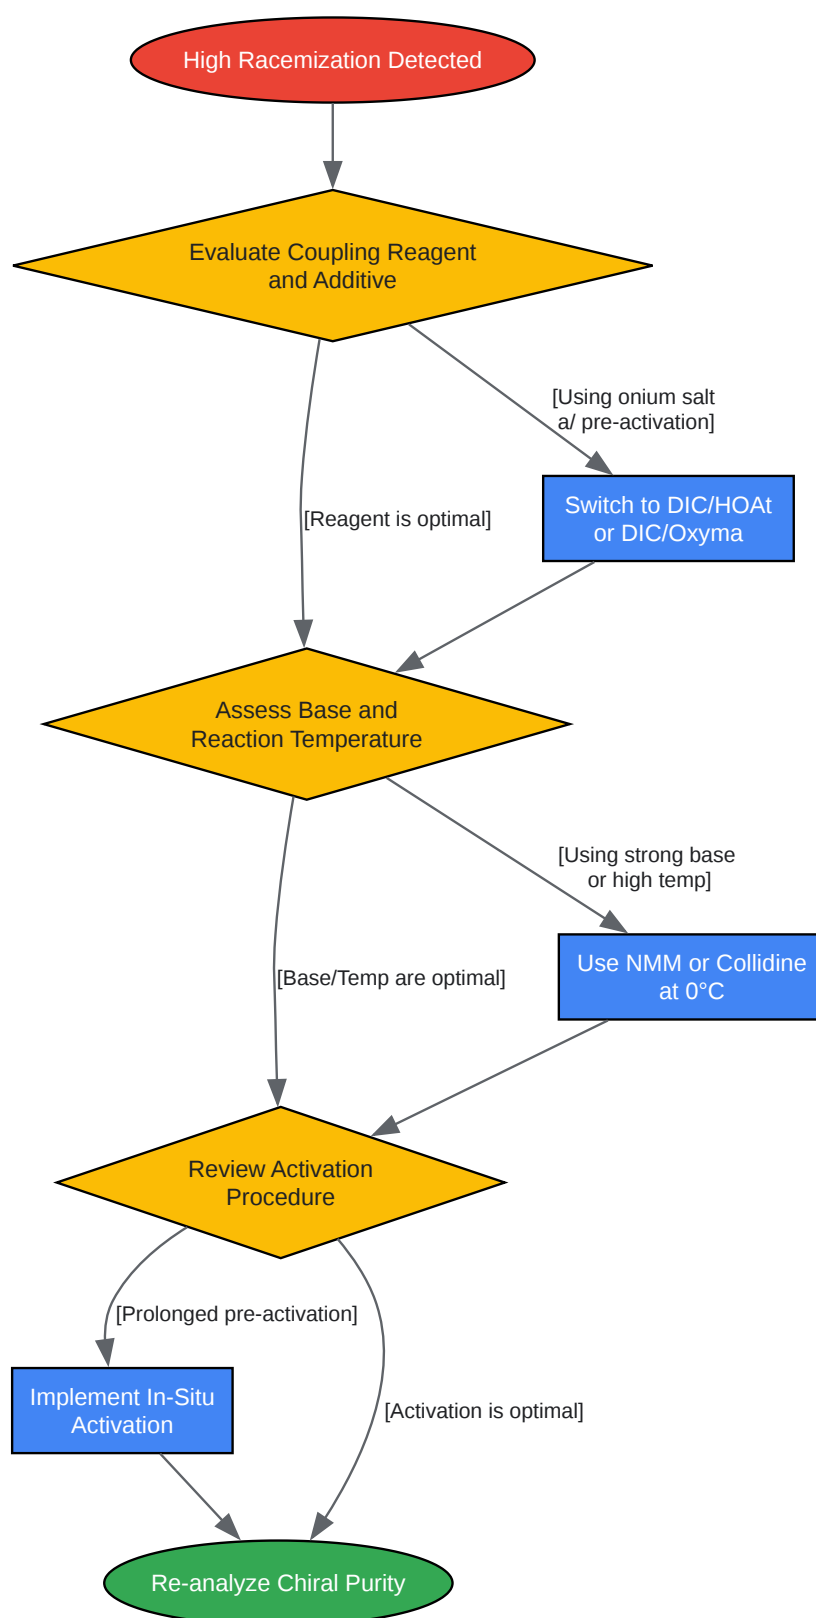 High Racemization Detected
Evaluate Coupling Reagent
and Additive
[Using onium salt
a/ pre-activation]
Switch to DIC/HOAt
or DIC/Oxyma
[Reagent is optimal]
Assess Base and
Reaction Temperature
[Using strong base
or high temp]
Use NMM or Collidine
at 0°C
[Base/Temp are optimal]
Review Activation
Procedure
[Prolonged pre-activation]
Implement In-Situ
Activation
[Activation is optimal]
Re-analyze Chiral Purity